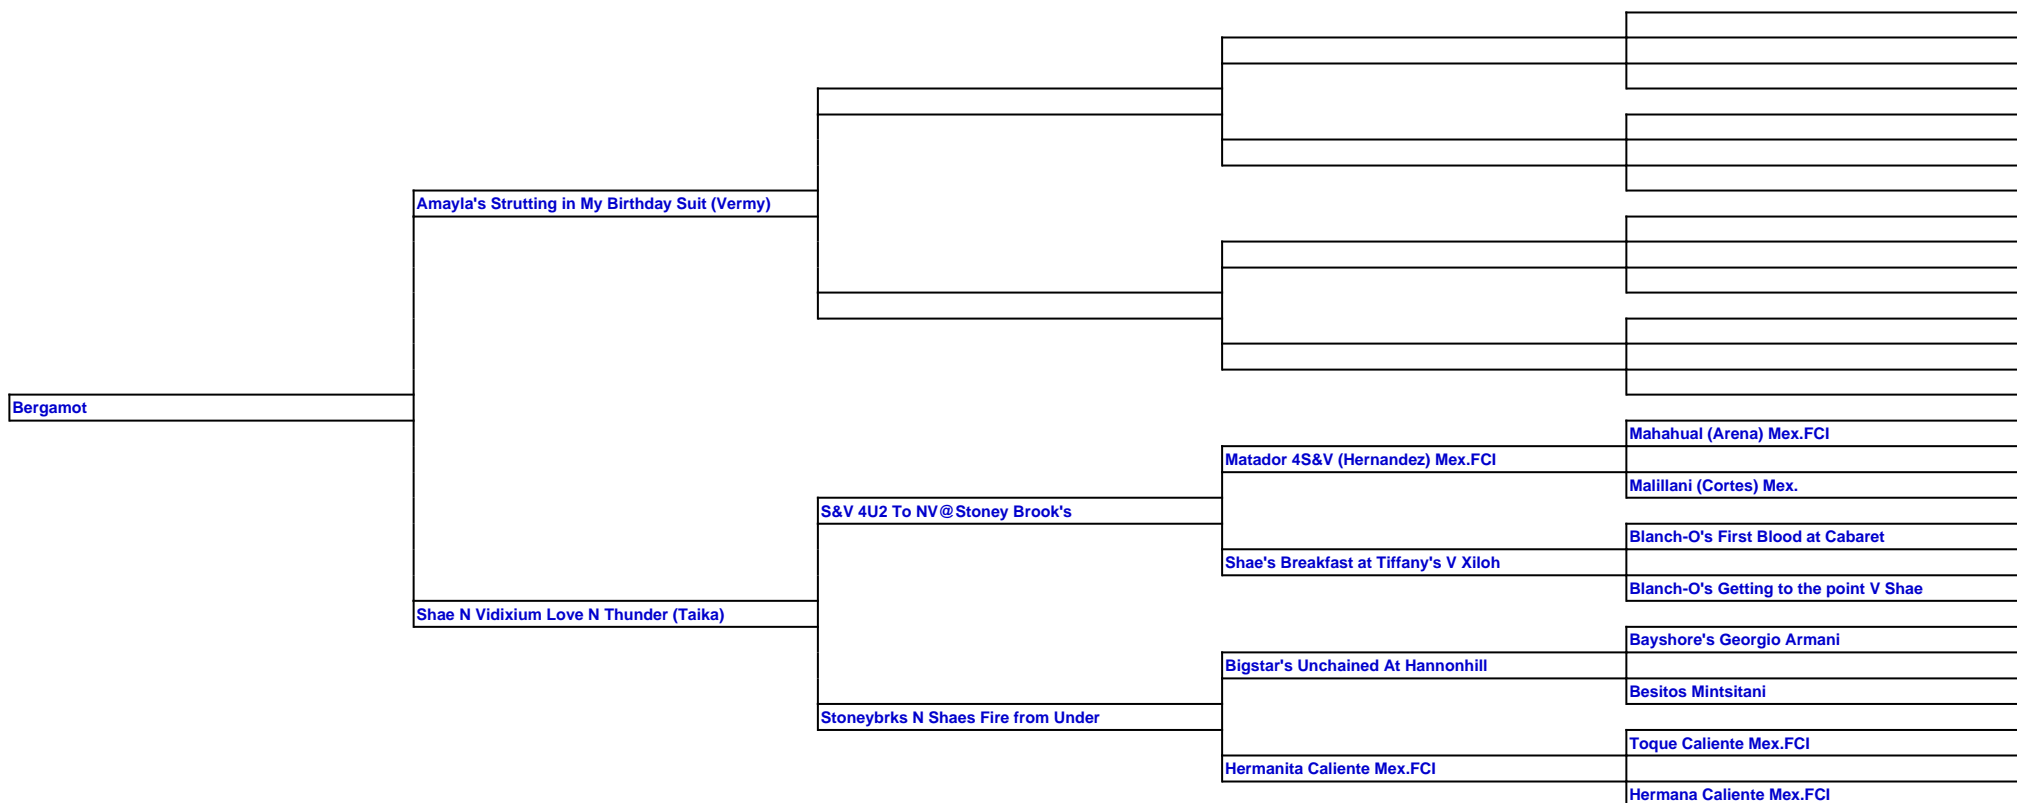 Amayla's Strutting in My Birthday Suit (Vermy)
Bergamot
Mahahual (Arena) Mex.FCI
Matador 4S&V (Hernandez) Mex.FCI
Malillani (Cortes) Mex.
S&V 4U2 To NV@Stoney Brook's
Blanch-O's First Blood at Cabaret
Shae's Breakfast at Tiffany's V Xiloh
Blanch-O's Getting to the point V Shae
Shae N Vidixium Love N Thunder (Taika)
Bayshore's Georgio Armani
Bigstar's Unchained At Hannonhill
Besitos Mintsitani
Stoneybrks N Shaes Fire from Under
Toque Caliente Mex.FCI
Hermanita Caliente Mex.FCI
Hermana Caliente Mex.FCI